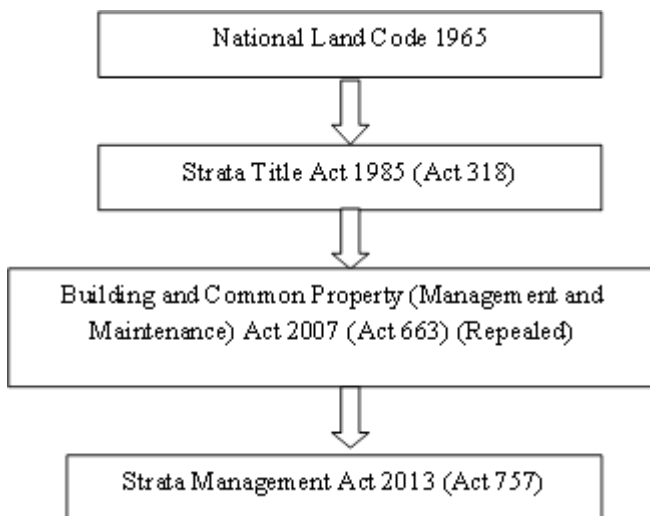 National Land Code 1965
Strata Title Act 1985 (Act 318)
Building and Common Property (Management and
Maintenance) Act 2007 (Act 663) (Repealed)
Strata Management Act 2013 (Act 757)